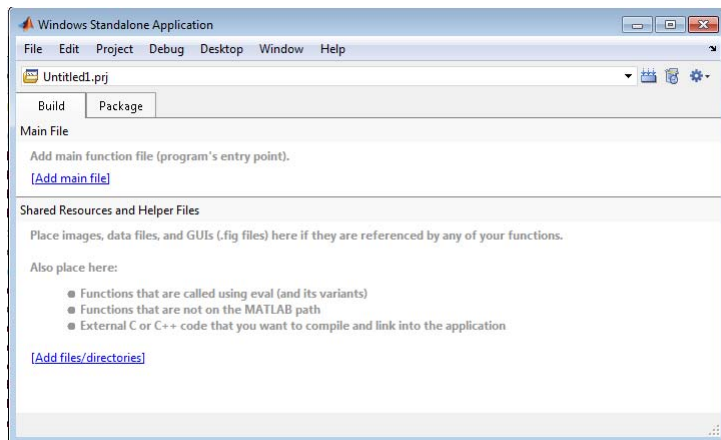 Windows Standalone Application
File Edit Project Debug Desktop Window Help
Untitled1.prj
Build Package
Main File
Add main function file (program's entry point).
[Add main file]
Shared Resources and Helper Files
Place images, data files, and GUIs (.fig files) here if they are referenced by any of your functions.
Also place here:
Functions that are called using eval (and its variants)
Functions that are not on the MATLAB path
External C or C++ code that you want to compile and link into the application
[Add files/directories]